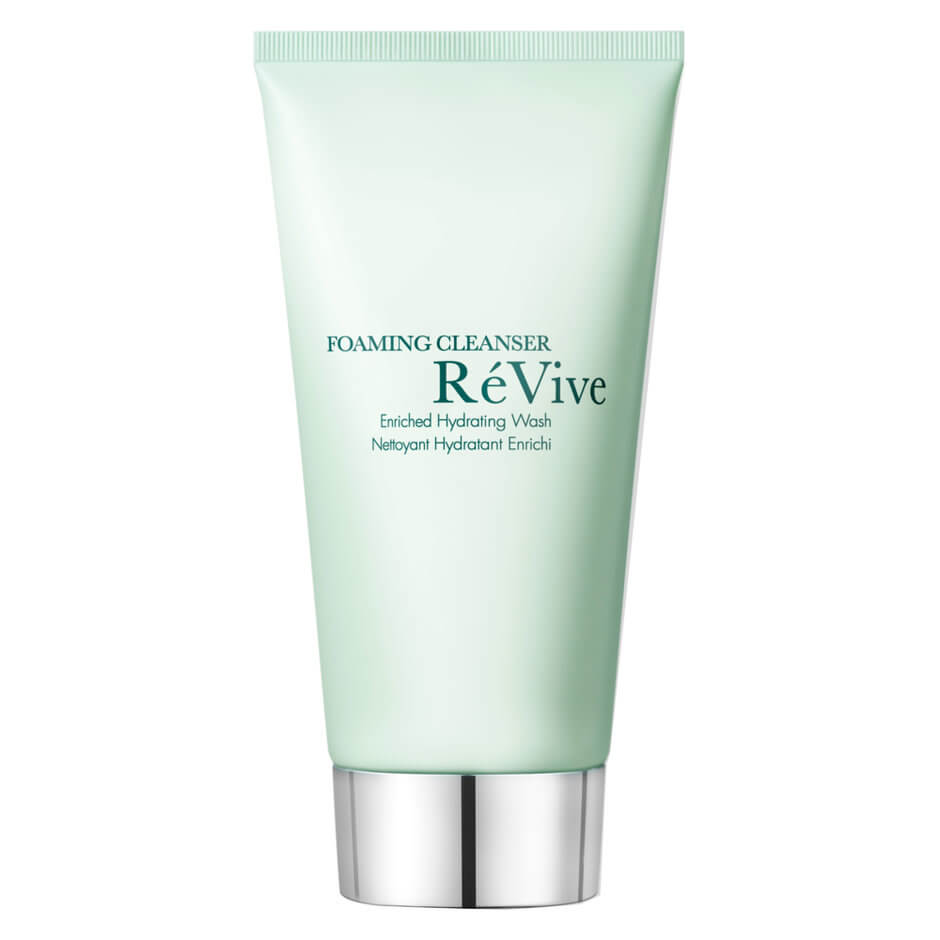 FOAMING CLEANSER
RéVive
Enriched Hydrating Wash
Nettoyant Hydratant Enrichi